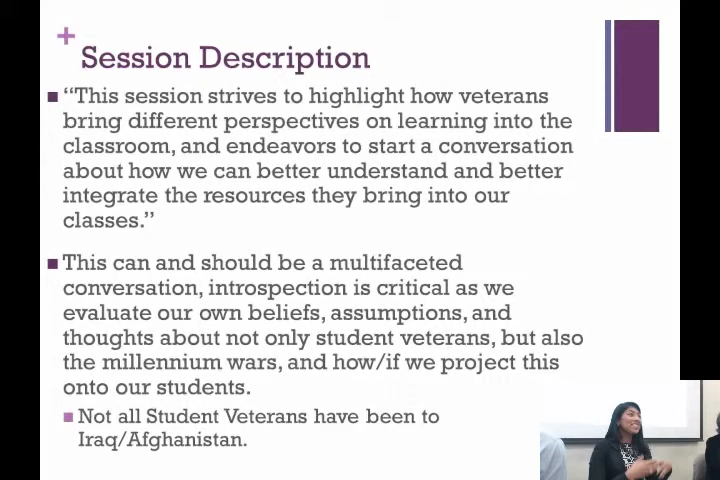 +
Session Description
“This session strives to highlight how veterans
bring different perspectives on learning into the
classroom, and endeavors to start a conversation
about how we can better understand and better
integrate the resources they bring into our
classes.”
This can and should be a multifaceted
conversation, introspection is critical as we
evaluate our own beliefs, assumptions, and
thoughts about not only student veterans, but also
the millennium wars, and how/if we project this
onto our students.
Not all Student Veterans have been to
Iraq/Afghanistan.